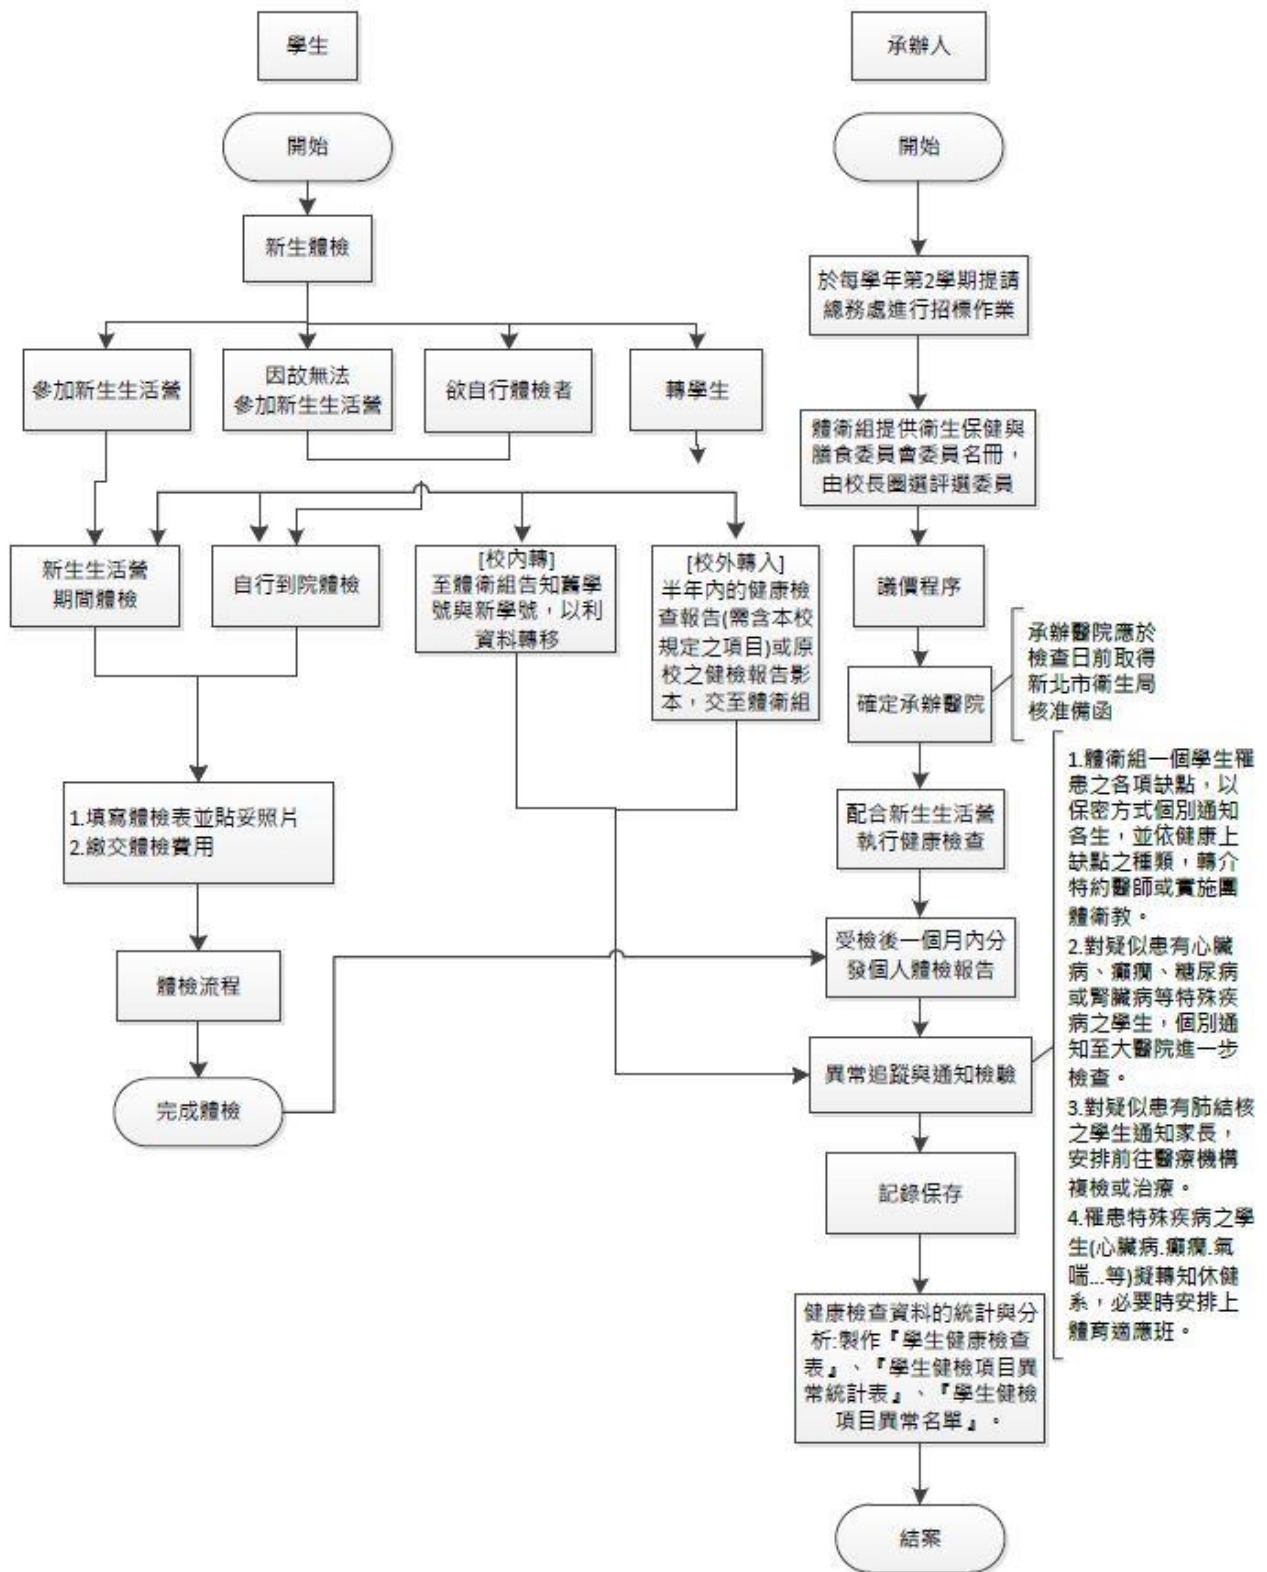 學生
承辦人
開始
開始
新生體檢
於每學年第2學期提請
總務處進行招標作業
參加新生生活營
因故無法
參加新生生活營
欲自行體檢者
轉學生
體衛組提供衛生保健與
膳食委員會委員名冊，
由校長圈選評選委員
新生生活營
期間體檢
自行到院體檢
[校內轉]
至體衛組告知舊學
號與新學號，以利
資料轉移
[校外轉入]
半年內的健康檢
查報告(需含本校
規定之項目)或原
校之健檢報告影
本，交至體衛組
議價程序
確定承辦醫院
承辦醫院應於
檢查日前取得
新北市衛生局
核准備函
1.填寫體檢表並貼妥照片
2.繳交體檢費用
配合新生生活營
執行健康檢查
1.體衛組一個學生罹
患之各項缺點，以
保密方式個別通知
各生，並依健康上
缺點之種類，轉介
特約醫師或實施團
體衛教。
2.對疑似患有心臟
病、癲癇、糖尿病
或腎臟病等特殊疾
病之學生，個別通
知至大醫院進一步
檢查。
3.對疑似患有肺結核
之學生通知家長，
安排前往醫療機構
複檢或治療。
4.罹患特殊疾病之學
生(心臟病.癲癇.氣
喘...等)擬轉知休健
系，必要時安排上
體育適應班。
體檢流程
受檢後一個月內分
發個人體檢報告
完成體檢
異常追蹤與通知檢驗
記錄保存
健康檢查資料的統計與分
析:製作『學生健康檢查
表』、『學生健檢項目異
常統計表』、『學生健檢
項目異常名單』。
結案